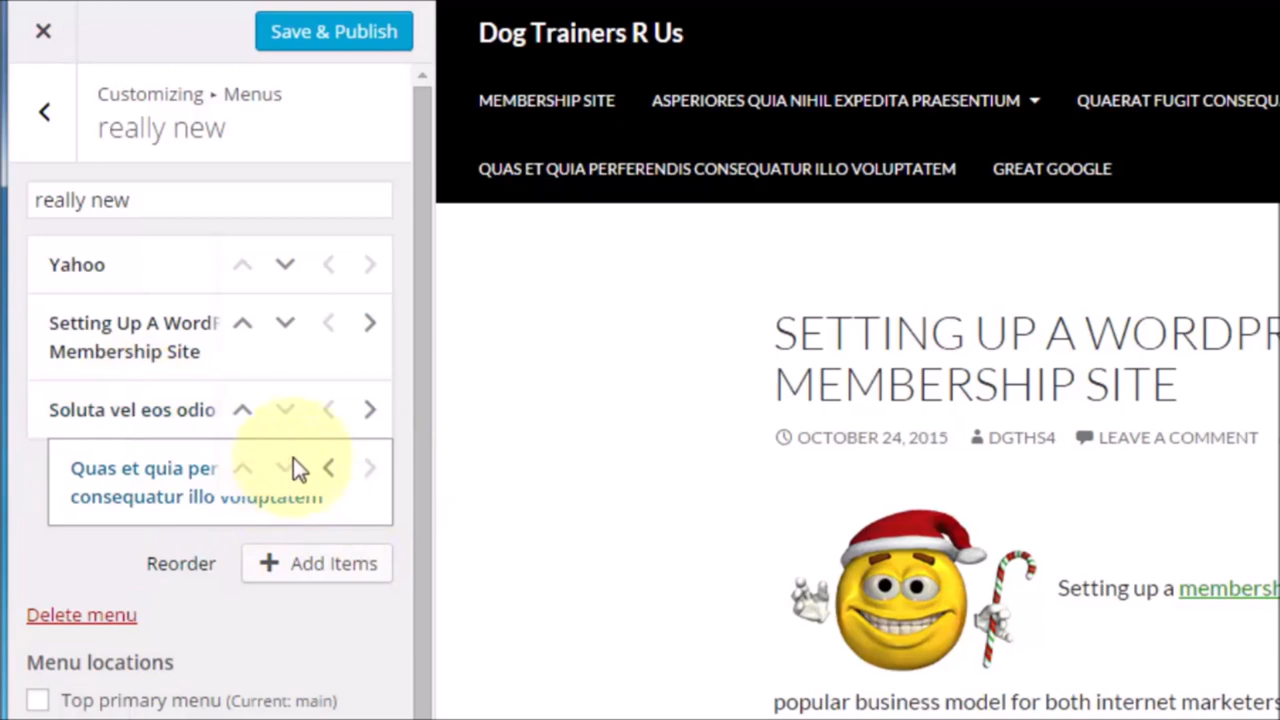 Save & Publish
Customizing ▸ Menus
really new
really new
Yahoo
Setting Up A Word
Membership Site
Soluta vel eos odio
Quas et quia per
consequatur illo voluptatem
Reorder
+ Add Items
Delete menu
Menu locations
Top primary menu (Current: main)
Dog Trainers R Us
MEMBERSHIP SITE ASPERIORES QUIA NIHIL EXPEDITA PRAESENTIUM QUAERAT FUGIT CONSEQU
QUAS ET QUIA PERFERENDIS CONSEQUATUR ILLO VOLUPTATEM GREAT GOOGLE
SETTING UP A WORDPR
MEMBERSHIP SITE
OCTOBER 24, 2015 DGTHS4 LEAVE A COMMENT
Setting up a membersh
popular business model for both internet marketers